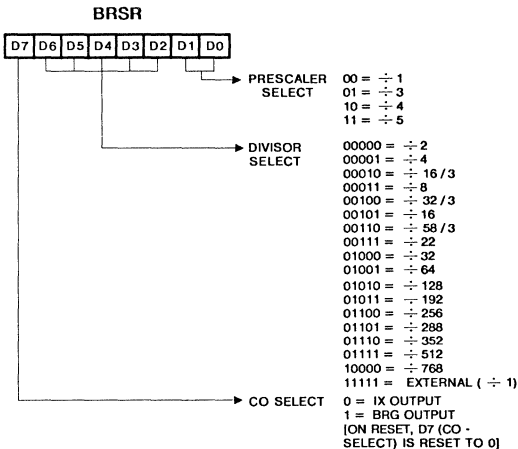 BRSR
D7 D6 D5 D4 D3 D2 D1 D0
PRESCALER SELECT
00 = ÷ 1
01 = ÷ 3
10 = ÷ 4
11 = ÷ 5
DIVISOR SELECT
00000 = ÷ 2
00001 = ÷ 4
00010 = ÷ 16/3
00011 = ÷ 8
00100 = ÷ 32/3
00101 = ÷ 16
00110 = ÷ 58/3
00111 = ÷ 22
01000 = ÷ 32
01001 = ÷ 64
01010 = ÷ 128
01011 = ÷ 192
01100 = ÷ 256
01101 = ÷ 288
01110 = ÷ 352
01111 = ÷ 512
10000 = ÷ 768
11111 = EXTERNAL ( ÷ 1)
CO SELECT
0 = IX OUTPUT
1 = BRG OUTPUT
[ON RESET, D7 (CO -
SELECT) IS RESET TO 0]